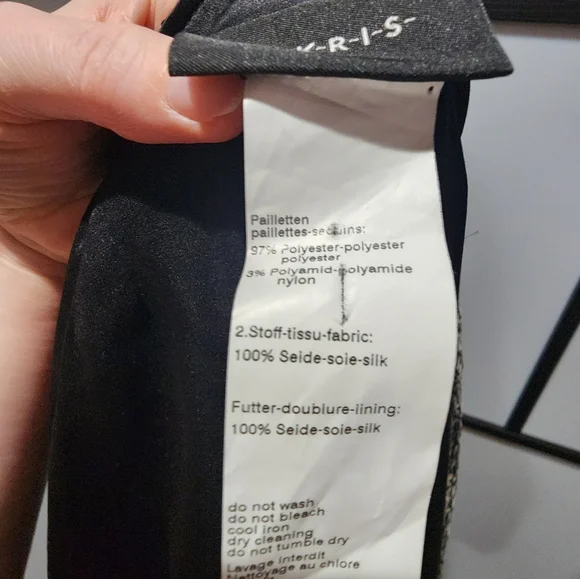 K-R-I-S-
Pailletten
paillettes-sequins:
97% Polyester-polyester
polyester
3% Polyamid-polyamide
nylon
2.Stoff-tissu-fabric:
100% Seide-soie-silk
Futter-doublure-lining:
100% Seide-soie-silk
do not wash
do not bleach
cool iron
dry cleaning
do not tumble dry
Lavage interdit
Nettoyage au chlore